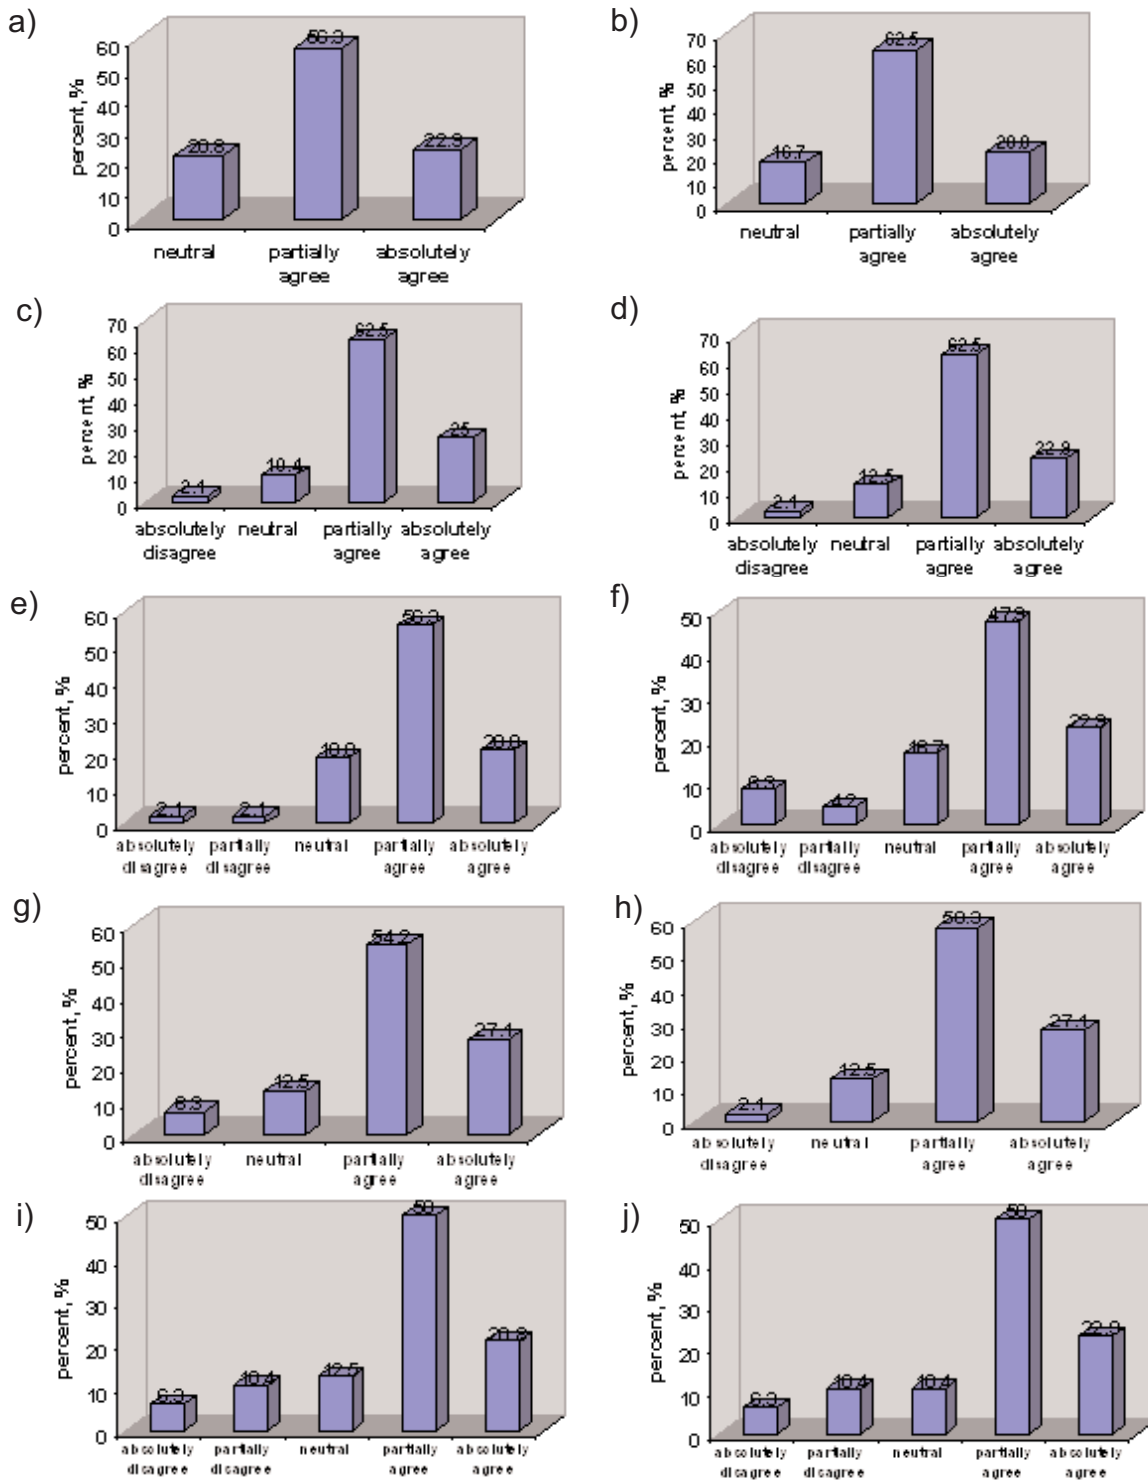 a)
percent, %
60
50
40
30
20
10
0
20.8
56.3
22.9
neutral
partially
agree
absolutely
agree
b)
percent, %
70
60
50
40
30
20
10
0
16.7
62.5
20.8
neutral
partially
agree
absolutely
agree
c)
percent, %
70
60
50
40
30
20
10
0
2.1
10.4
62.5
25
absolutely
disagree
neutral
partially
agree
absolutely
agree
d)
percent, %
70
60
50
40
30
20
10
0
2.1
12.5
62.5
22.9
absolutely
disagree
neutral
partially
agree
absolutely
agree
e)
percent, %
60
50
40
30
20
10
0
2.1
2.1
18.8
56.3
20.8
absolutely
disagree
partially
disagree
neutral
partially
agree
absolutely
agree
f)
percent, %
50
40
30
20
10
0
8.3
4.2
16.7
47.9
22.9
absolutely
disagree
partially
disagree
neutral
partially
agree
absolutely
agree
g)
percent, %
60
50
40
30
20
10
0
6.3
12.5
54.2
27.1
absolutely
disagree
neutral
partially
agree
absolutely
agree
h)
percent, %
60
50
40
30
20
10
0
2.1
12.5
58.3
27.1
absolutely
disagree
neutral
partially
agree
absolutely
agree
i)
percent, %
50
40
30
20
10
0
6.3
10.4
12.5
50
20.8
absolutely
disagree
partially
disagree
neutral
partially
agree
absolutely
agree
j)
percent, %
50
40
30
20
10
0
6.3
10.4
10.4
50
22.9
absolutely
disagree
partially
disagree
neutral
partially
agree
absolutely
agree